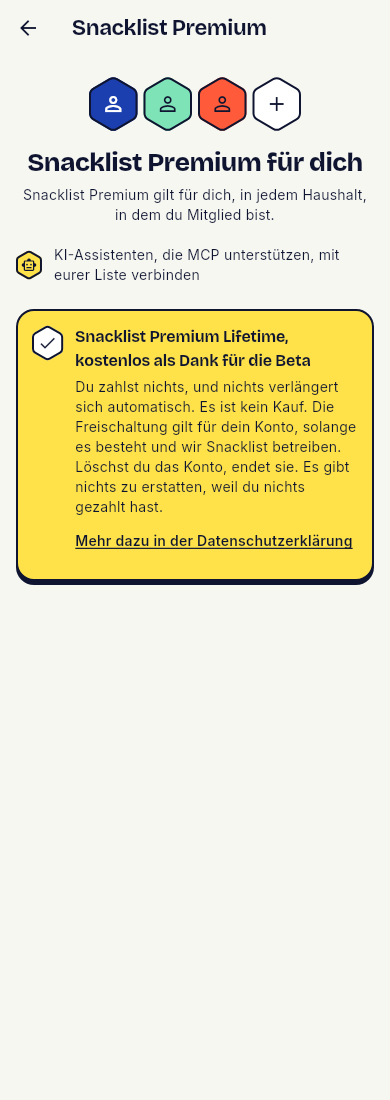 Snacklist Premium
Snacklist Premium für dich
Snacklist Premium gilt für dich, in jedem Haushalt,
in dem du Mitglied bist.
KI-Assistenten, die MCP unterstützen, mit
eurer Liste verbinden
Snacklist Premium Lifetime,
kostenlos als Dank für die Beta
Du zahlst nichts, und nichts verlängert
sich automatisch. Es ist kein Kauf. Die
Freischaltung gilt für dein Konto, solange
es besteht und wir Snacklist betreiben.
Löschst du das Konto, endet sie. Es gibt
nichts zu erstatten, weil du nichts
gezahlt hast.
Mehr dazu in der Datenschutzerklärung